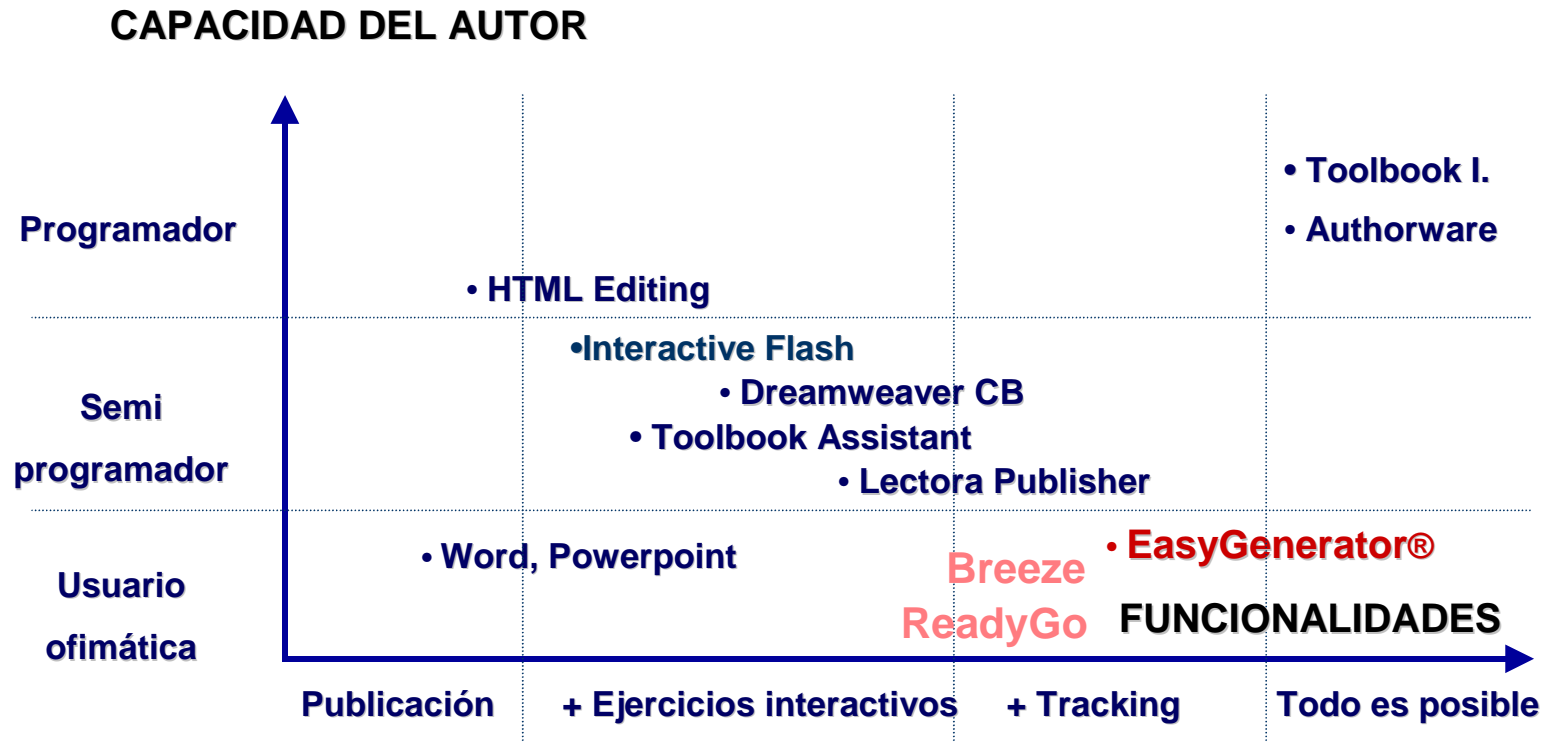 CAPACIDAD DEL AUTOR
• Toolbook I.
Programador
• Authorware
• HTML Editing
•Interactive Flash
• Dreamweaver CB
Semi
programador
• Toolbook Assistant
• Lectora Publisher
• Word, Powerpoint
• EasyGenerator®
Breeze
Usuario
ofimática
ReadyGo
FUNCIONALIDADES
Publicación
+ Ejercicios interactivos
+ Tracking
Todo es posible